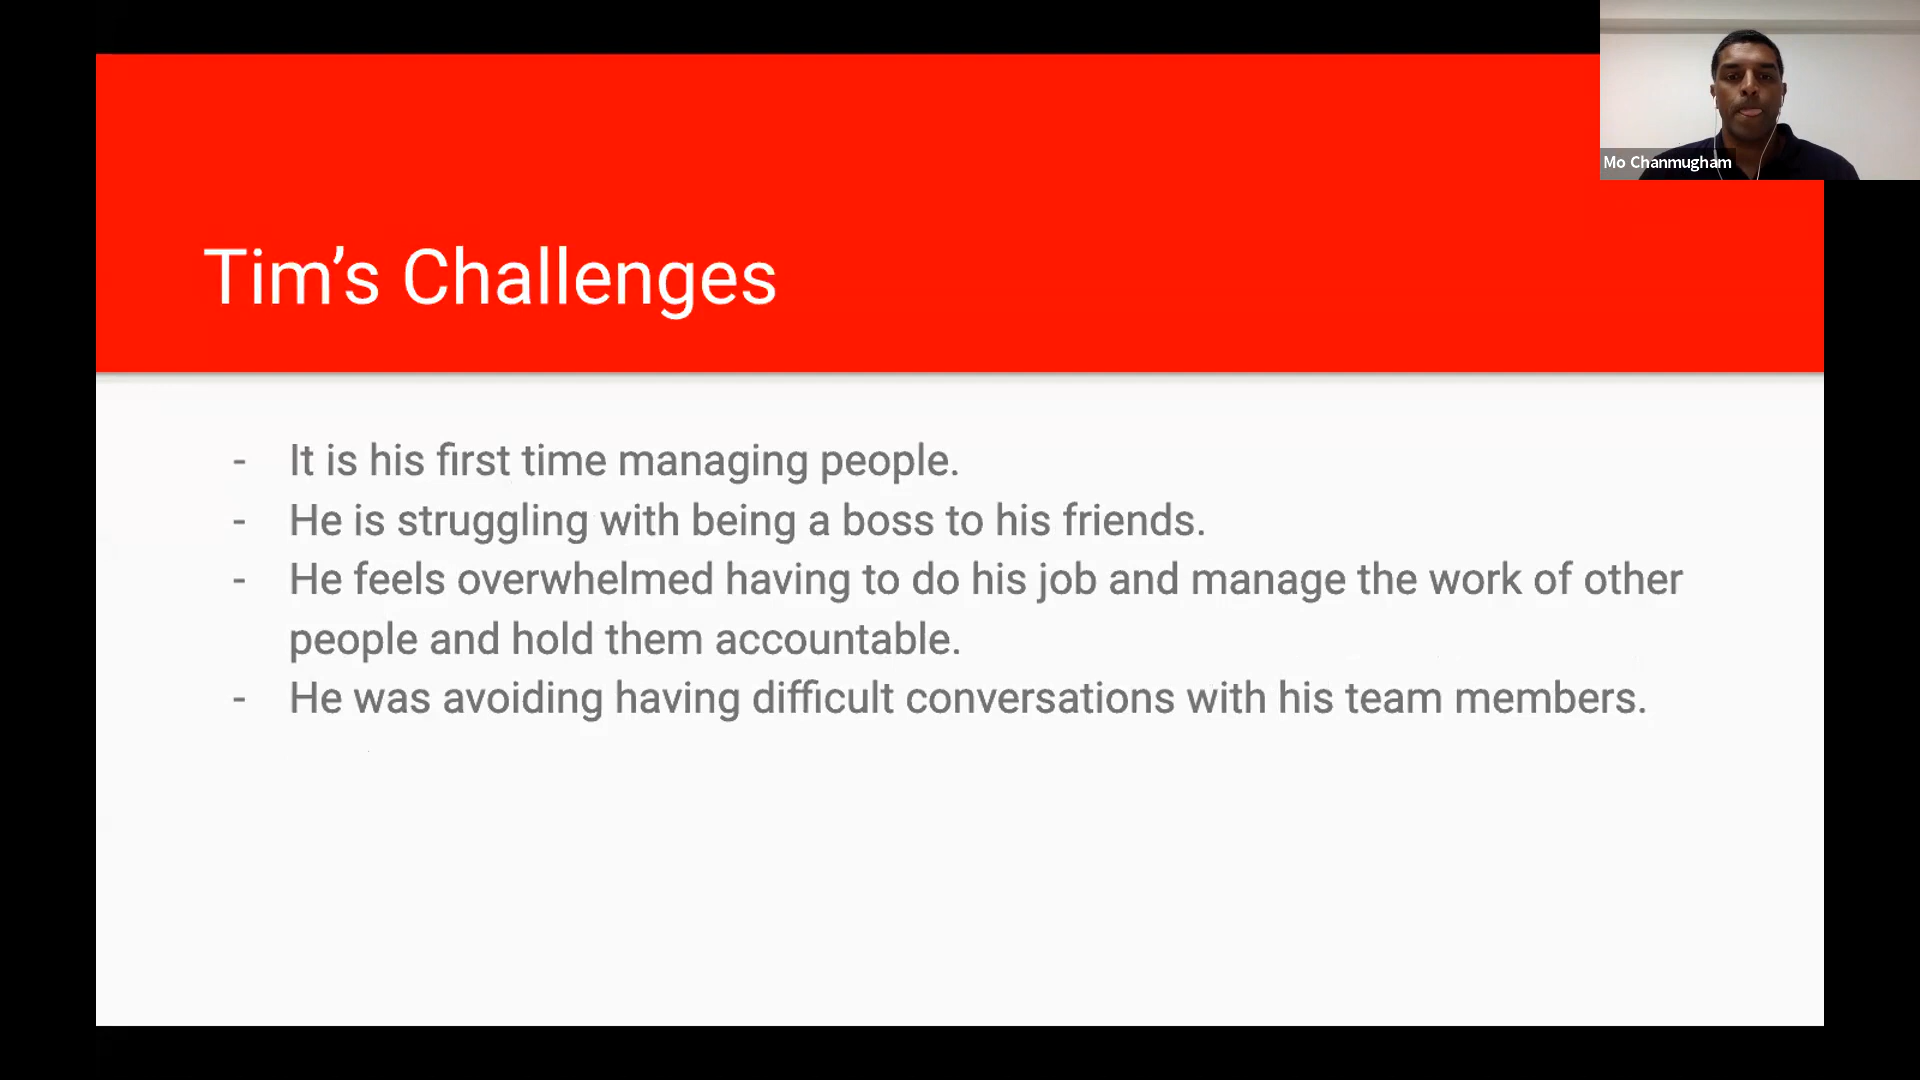 Mo Chanmugham
Tim’s Challenges
- It is his first time managing people.
- He is struggling with being a boss to his friends.
- He feels overwhelmed having to do his job and manage the work of other
people and hold them accountable.
- He was avoiding having difficult conversations with his team members.